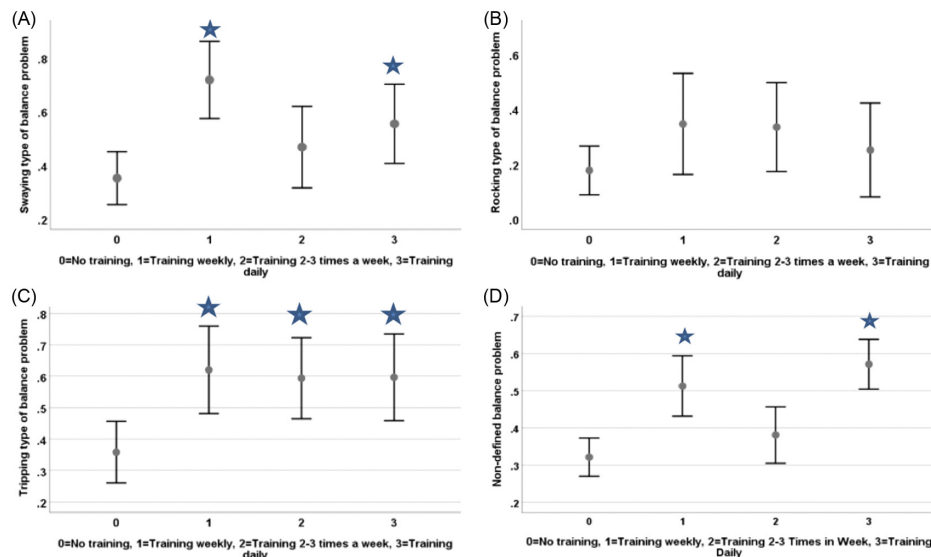 (A)
Swaying type of balance problem
.8
.6
.4
.2
0 1 2 3
0=No training, 1=Training weekly, 2=Training 2-3 times a week, 3=Training
daily
(B)
Rocking type of balance problem
.6
.4
.2
.0
0 1 2 3
0=No training, 1=Training weekly, 2=Training 2-3 times a week, 3=Training
daily
(C)
Tripping type of balance problem
.8
.7
.6
.5
.4
.3
.2
0 1 2 3
0=No training, 1=Training weekly, 2=Training 2-3 times a week, 3=Training
daily
(D)
Non-defined balance problem
.7
.6
.5
.4
.3
.2
0 1 2 3
0=No training, 1=Training weekly, 2=Training 2-3 Times in Week, 3=Training
Daily